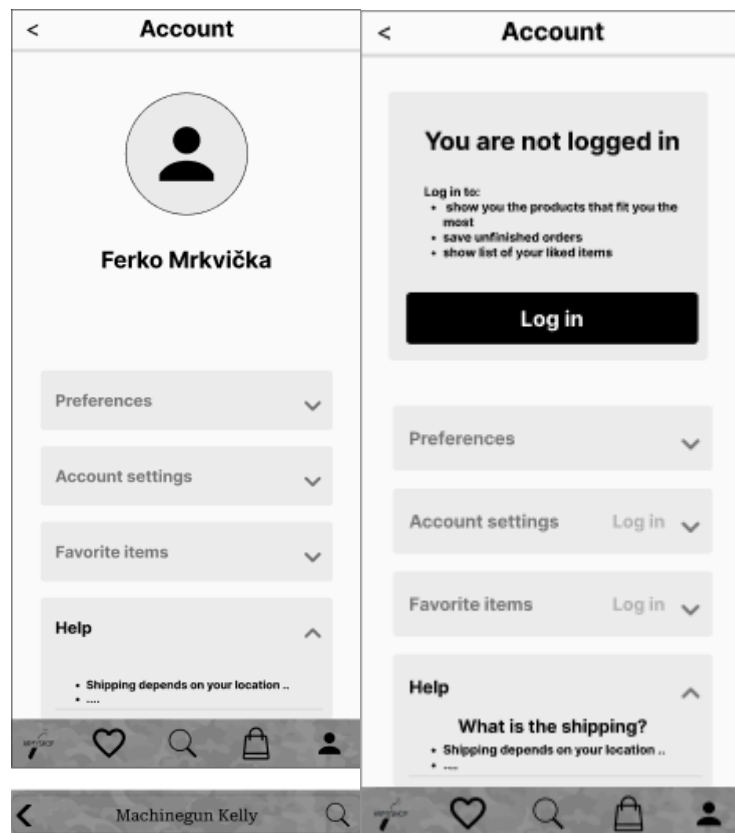 < Account
Ferko Mrkvička
Preferences
Account settings
Favorite items
Help
• Shipping depends on your location ..
• ....
Machinegun Kelly
< Account
You are not logged in
Log in to:
• show you the products that fit you the
most
• save unfinished orders
• show list of your liked items
Log in
Preferences
Account settings Log in
Favorite items Log in
Help
What is the shipping?
• Shipping depends on your location ..
• ....